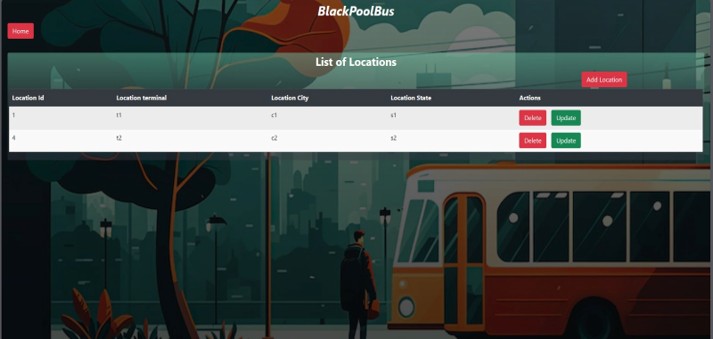 BlackPoolBus
Home
List of Locations
Add Location
Location Id Location terminal Location City Location State Actions
1 t1 c1 s1 Delete Update
4 t2 c2 s2 Delete Update